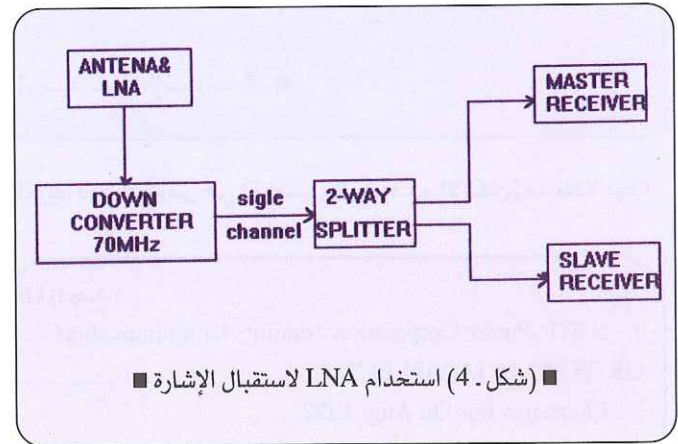 ANTENA&
LNA
DOWN
CONVERTER
70MHz
sigle
channel
2-WAY
SPLITTER
MASTER
RECEIVER
SLAVE
RECEIVER
■ (شكل . 4) استخدام LNA لاستقبال الإشارة ■